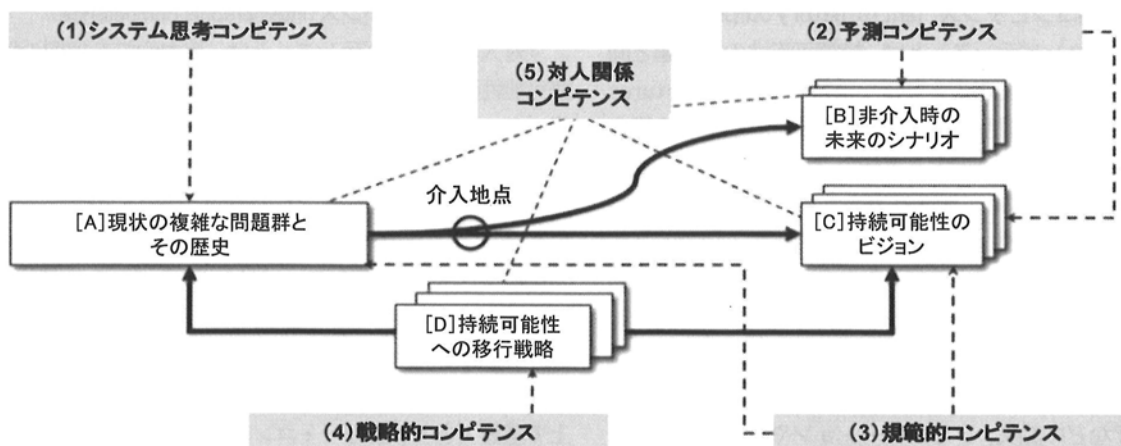 (1)システム思考コンピテンス
(2)予測コンピテンス
(5)対人関係
コンピテンス
[B]非介入時の
未来のシナリオ
介入地点
[A]現状の複雑な問題群と
その歴史
[C]持続可能性の
ビジョン
[D]持続可能性
への移行戦略
(4)戦略的コンピテンス
(3)規範的コンピテンス